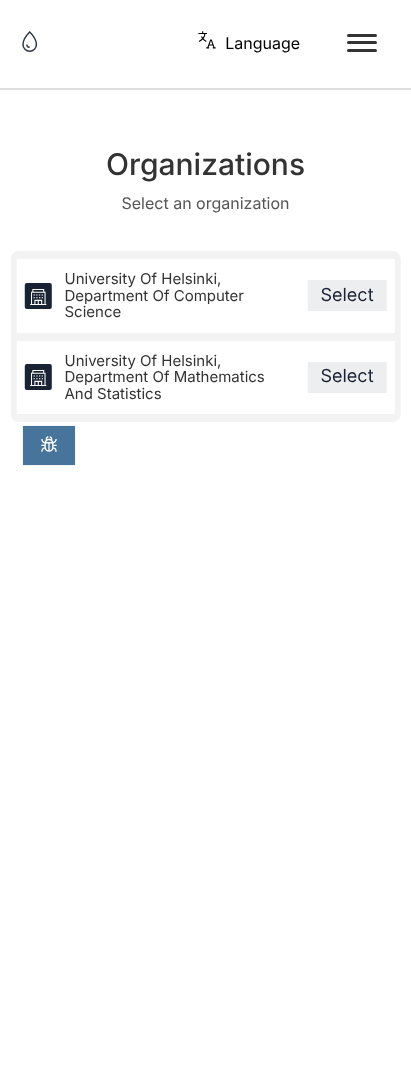 Language
Organizations
Select an organization
University Of Helsinki,
Department Of Computer
Science
Select
University Of Helsinki,
Department Of Mathematics
And Statistics
Select